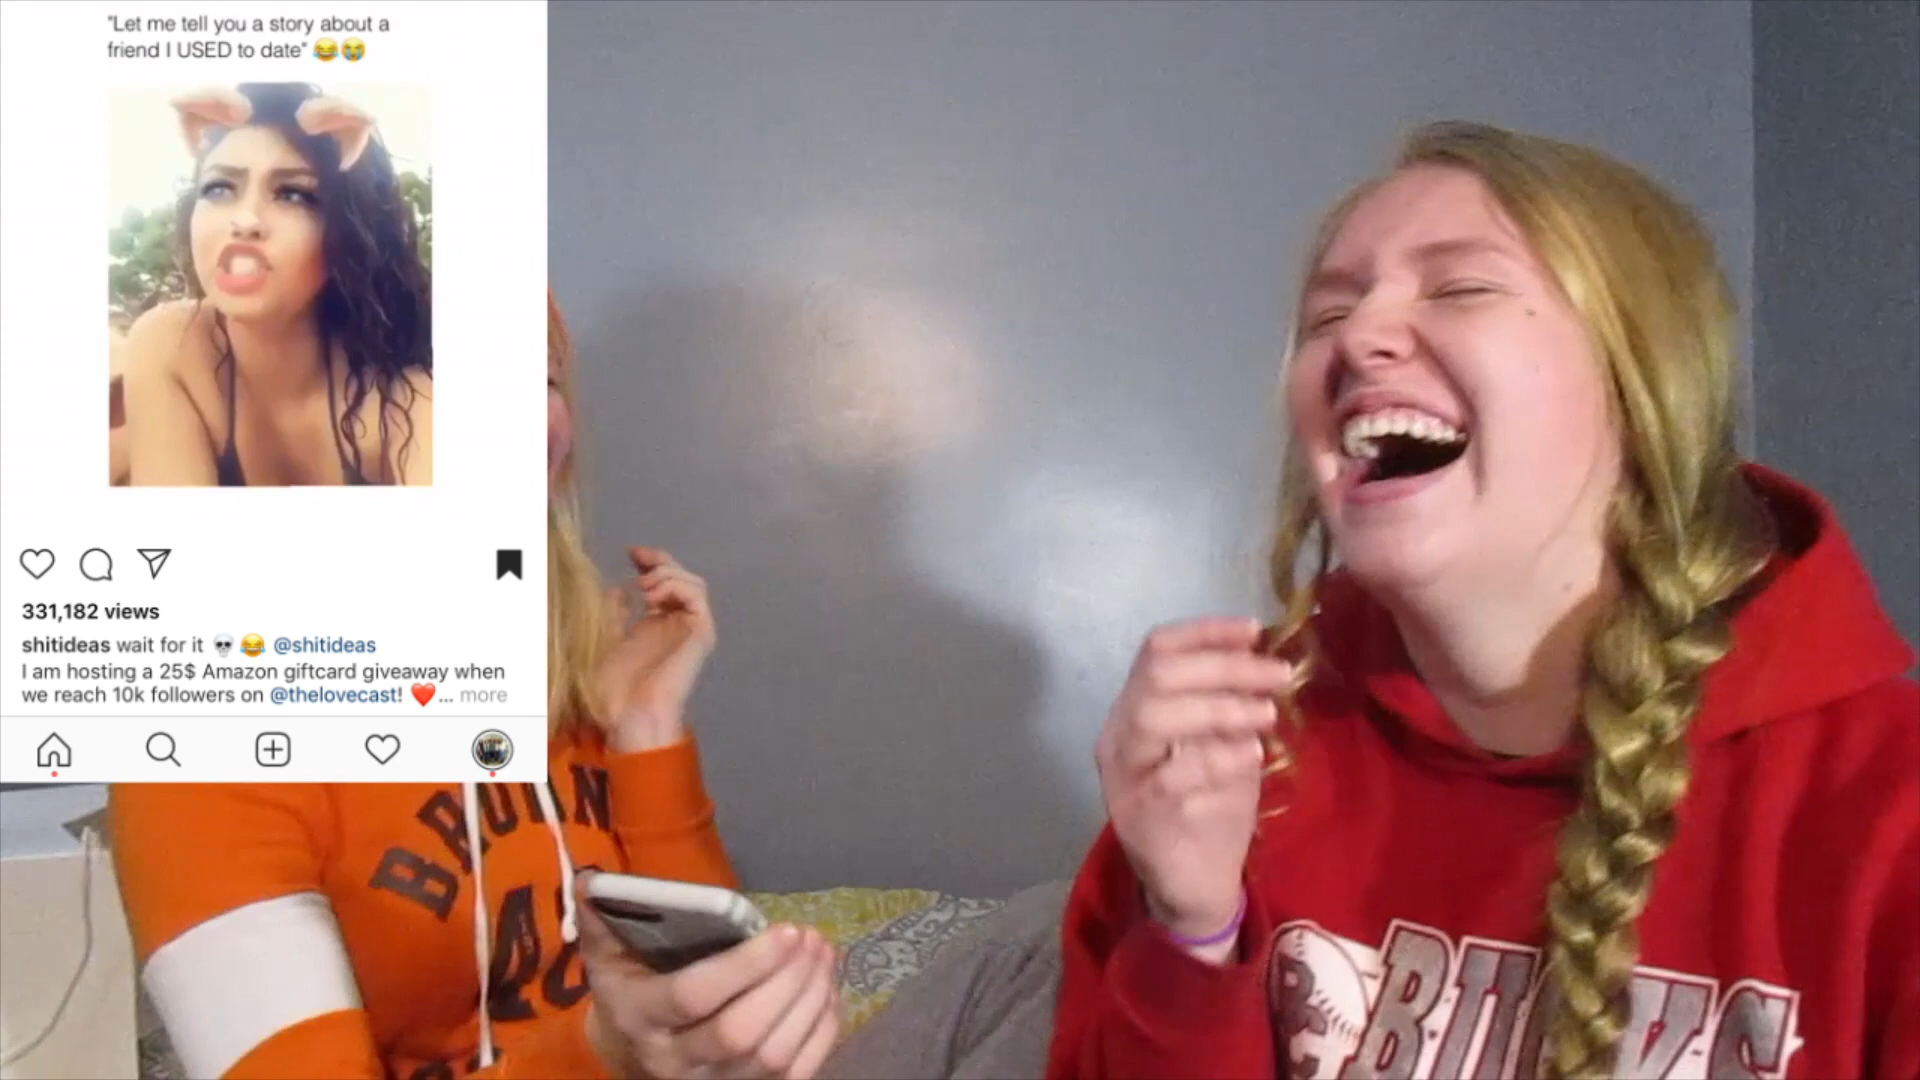 "Let me tell you a story about a
friend I USED to date" 😂😭
331,182 views
shitideas wait for it 💀 😂 @shitideas
I am hosting a 25$ Amazon giftcard giveaway when
we reach 10k followers on @thelovecast! ❤️... more